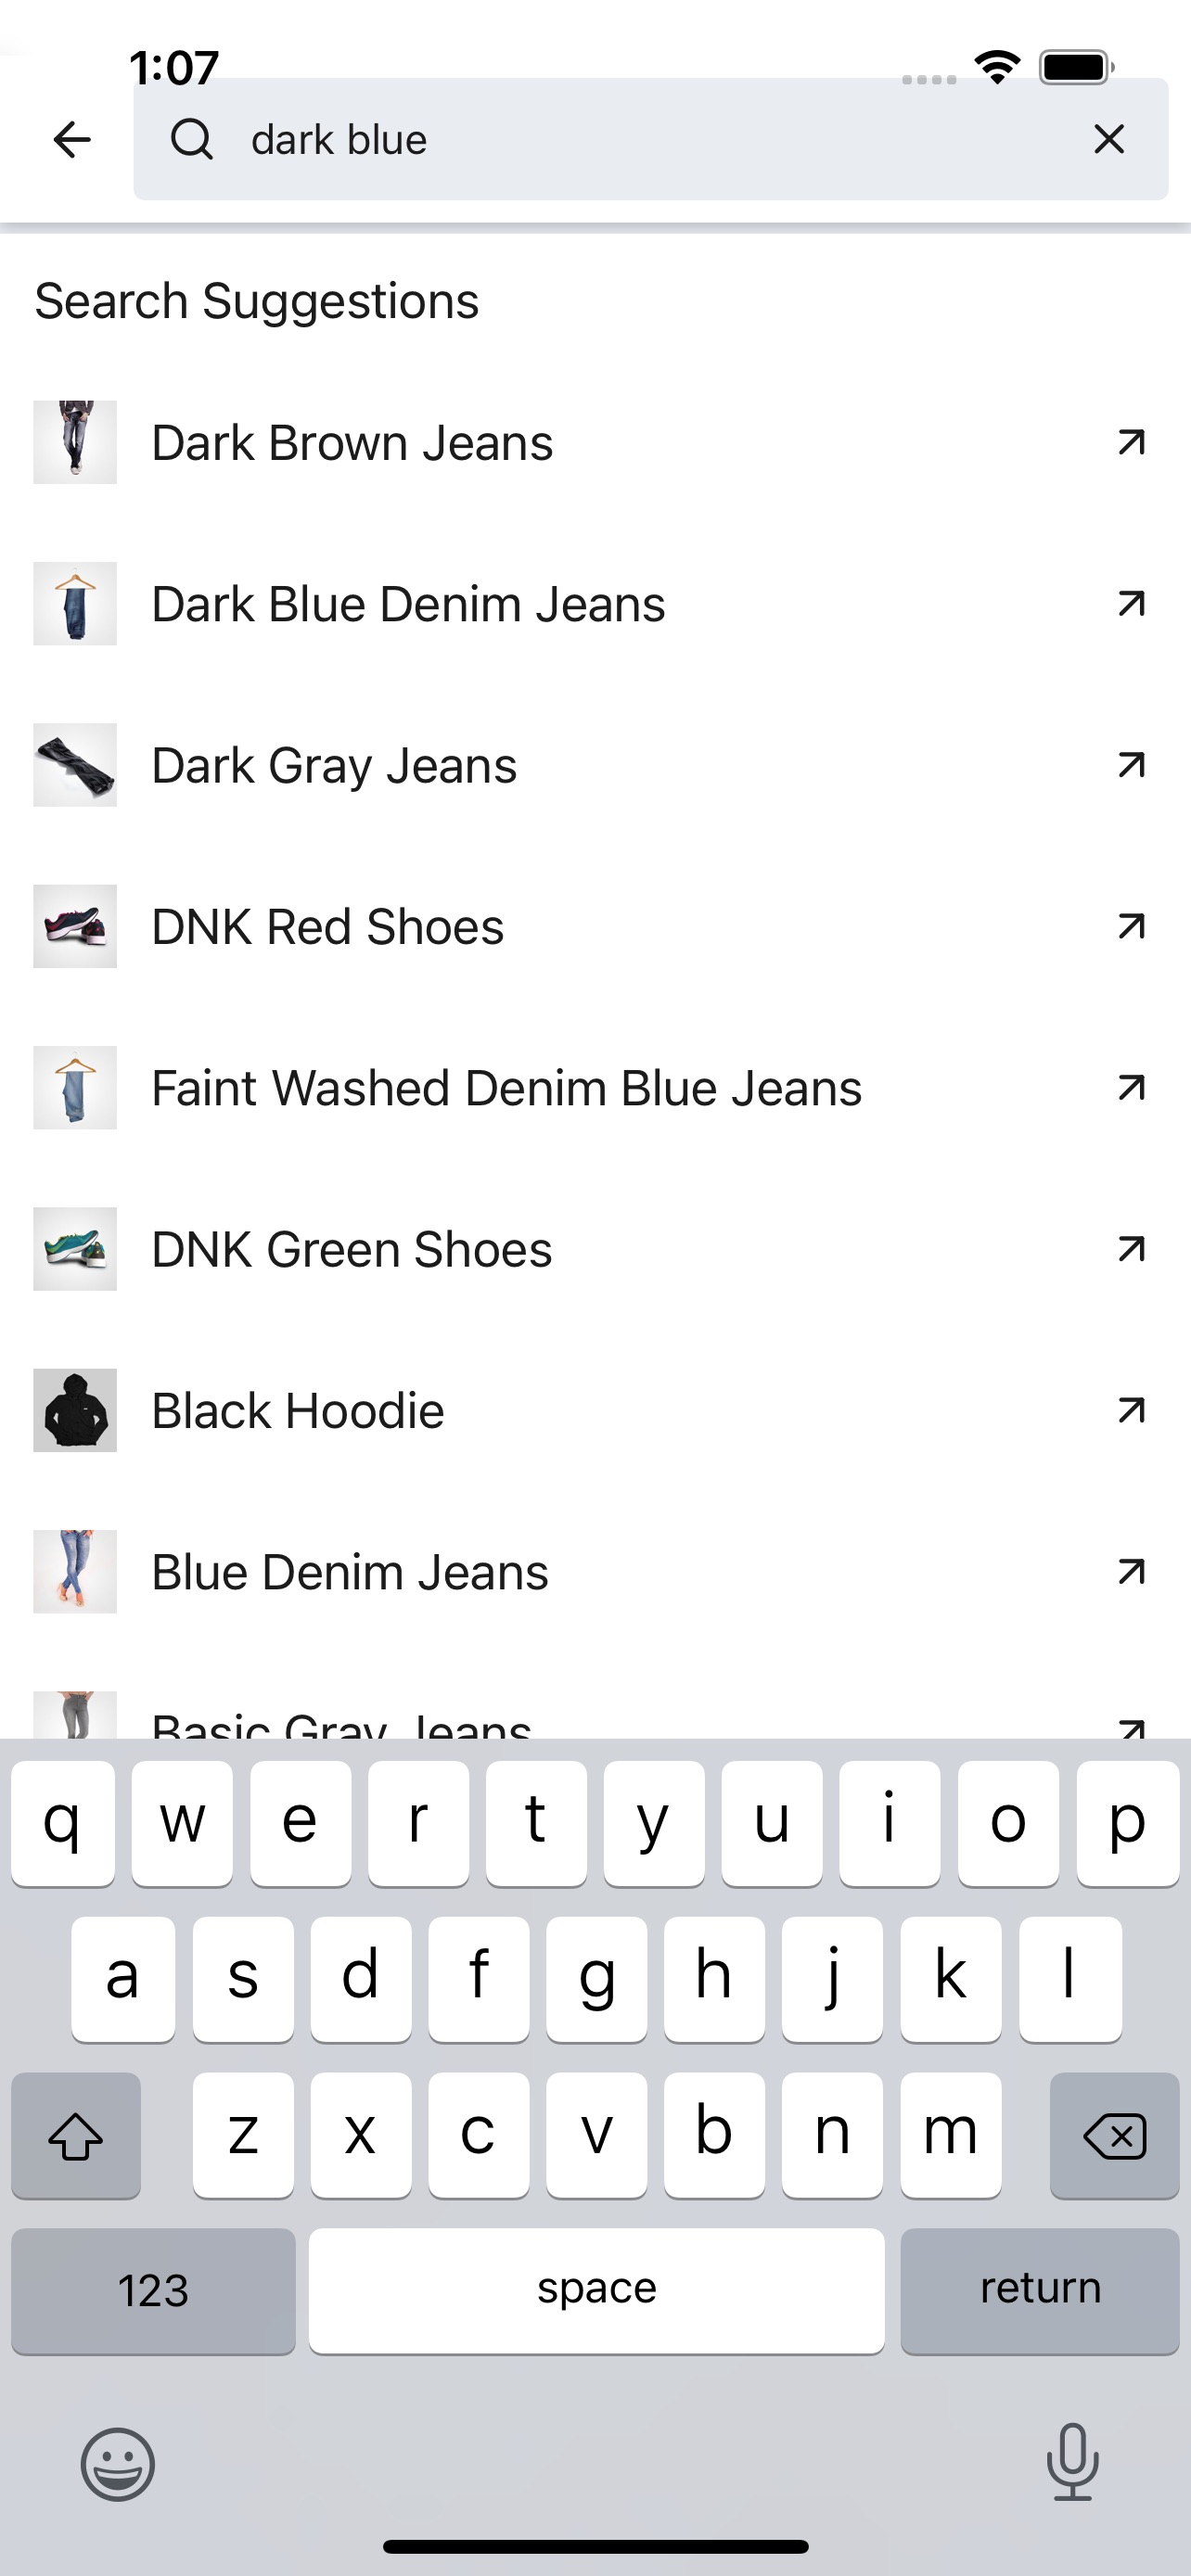 1:07
dark blue
Search Suggestions
Dark Brown Jeans
Dark Blue Denim Jeans
Dark Gray Jeans
DNK Red Shoes
Faint Washed Denim Blue Jeans
DNK Green Shoes
Black Hoodie
Blue Denim Jeans
Basic Gray Jeans
q w e r t y u i o p
a s d f g h j k l
z x c v b n m
123 space return